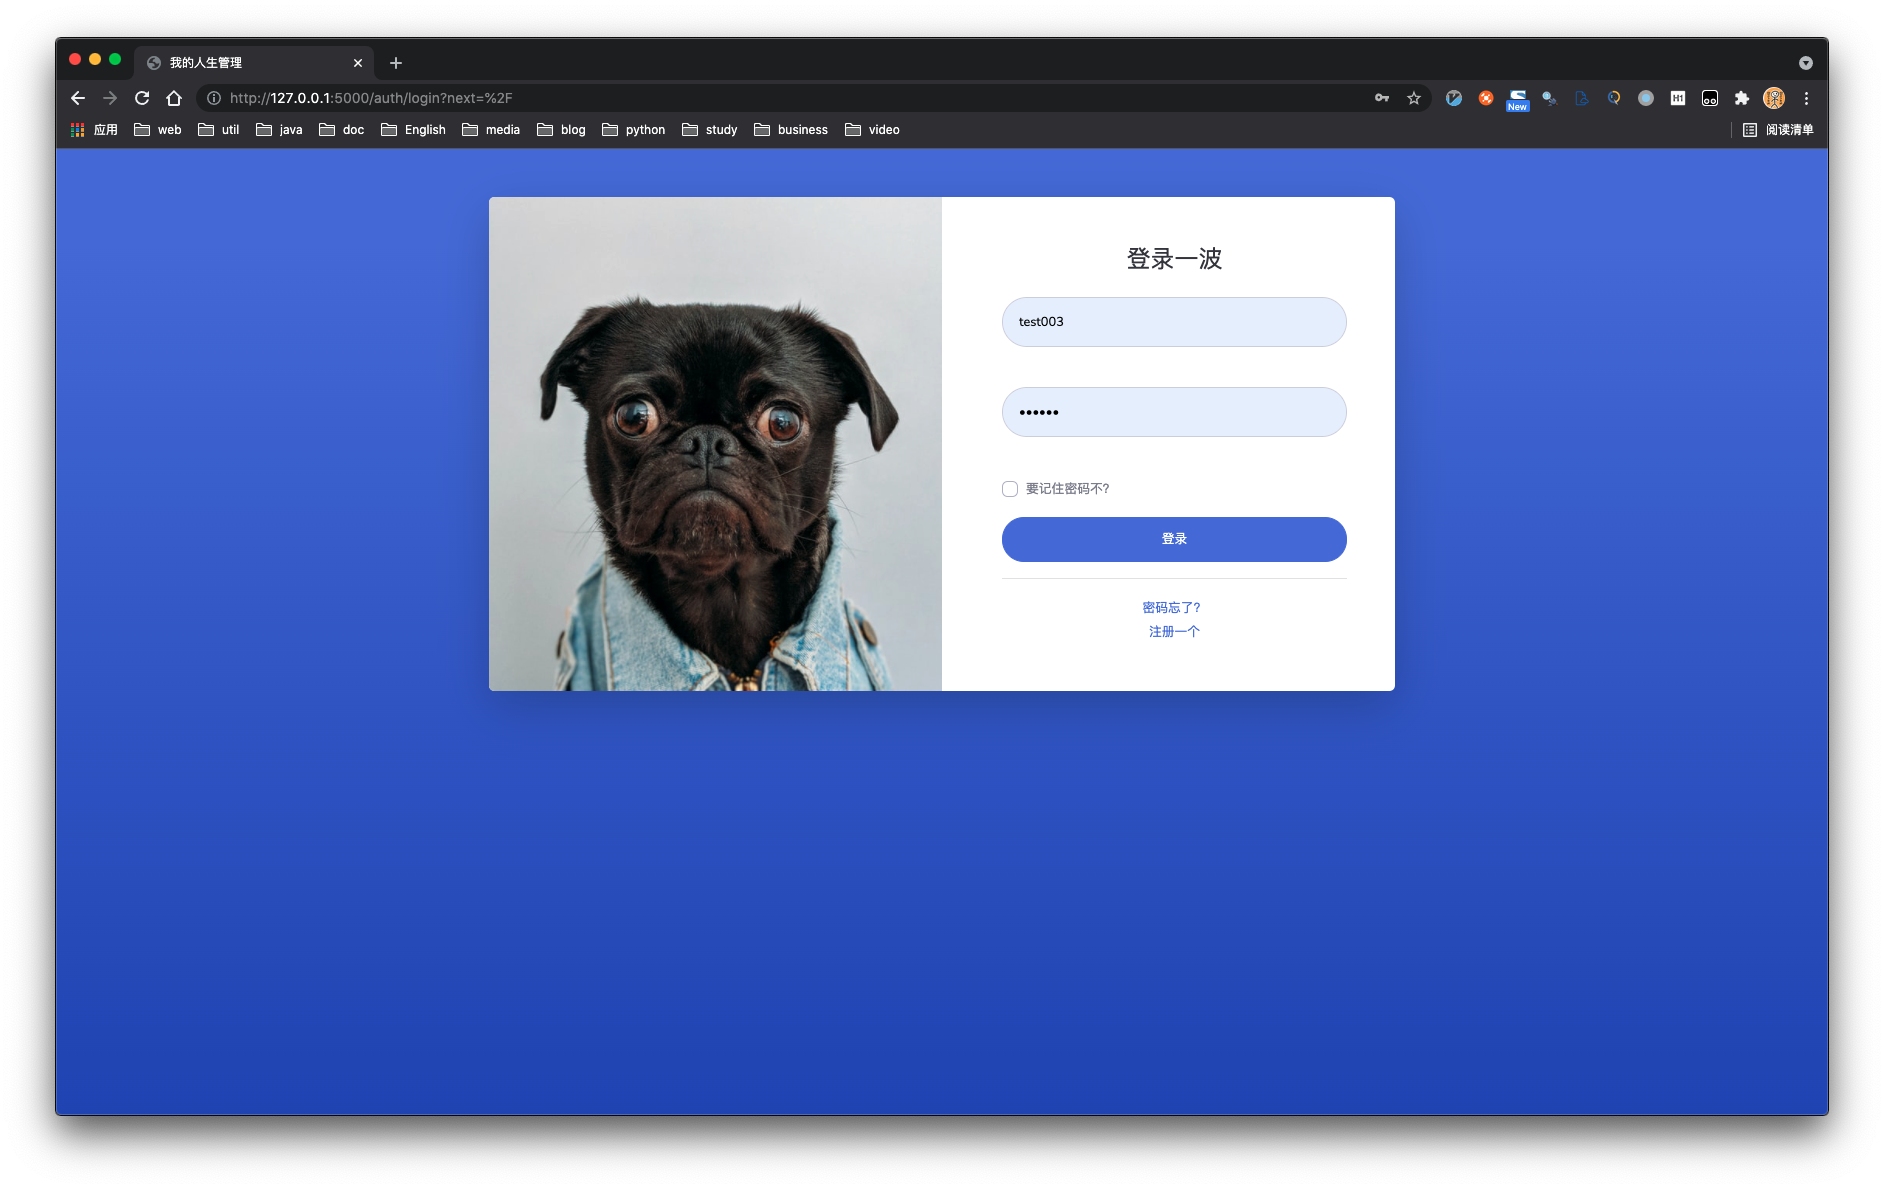 我的人生管理
http://127.0.0.1:5000/auth/login?next=%2F
New
H1
应用 web util java doc English media blog python study business video 阅读清单
登录一波
test003
••••••
要记住密码不?
登录
密码忘了?
注册一个